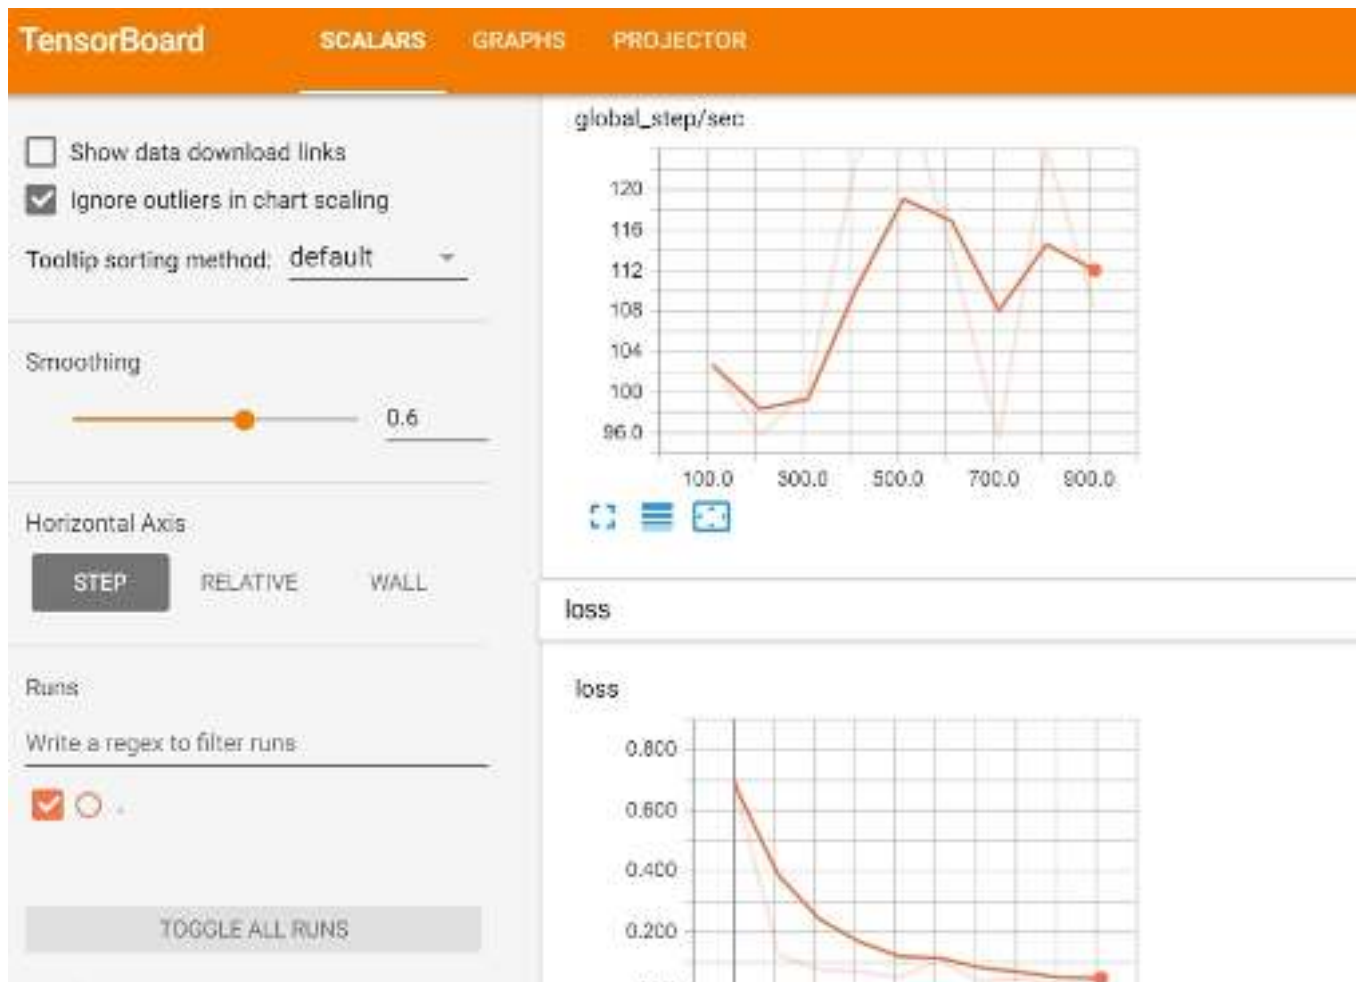 TensorBoard SCALARS GRAPHS PROJECTOR
Show data download links
Ignore outliers in chart scaling
Tooltip sorting method: default
Smoothing
0.6
Horizontal Axis
STEP RELATIVE WALL
Runs
Write a regex to filter runs
.
TOGGLE ALL RUNS
global_step/sec
120
116
112
108
104
100
96.0
100.0 300.0 500.0 700.0 900.0
loss
loss
0.800
0.600
0.400
0.200